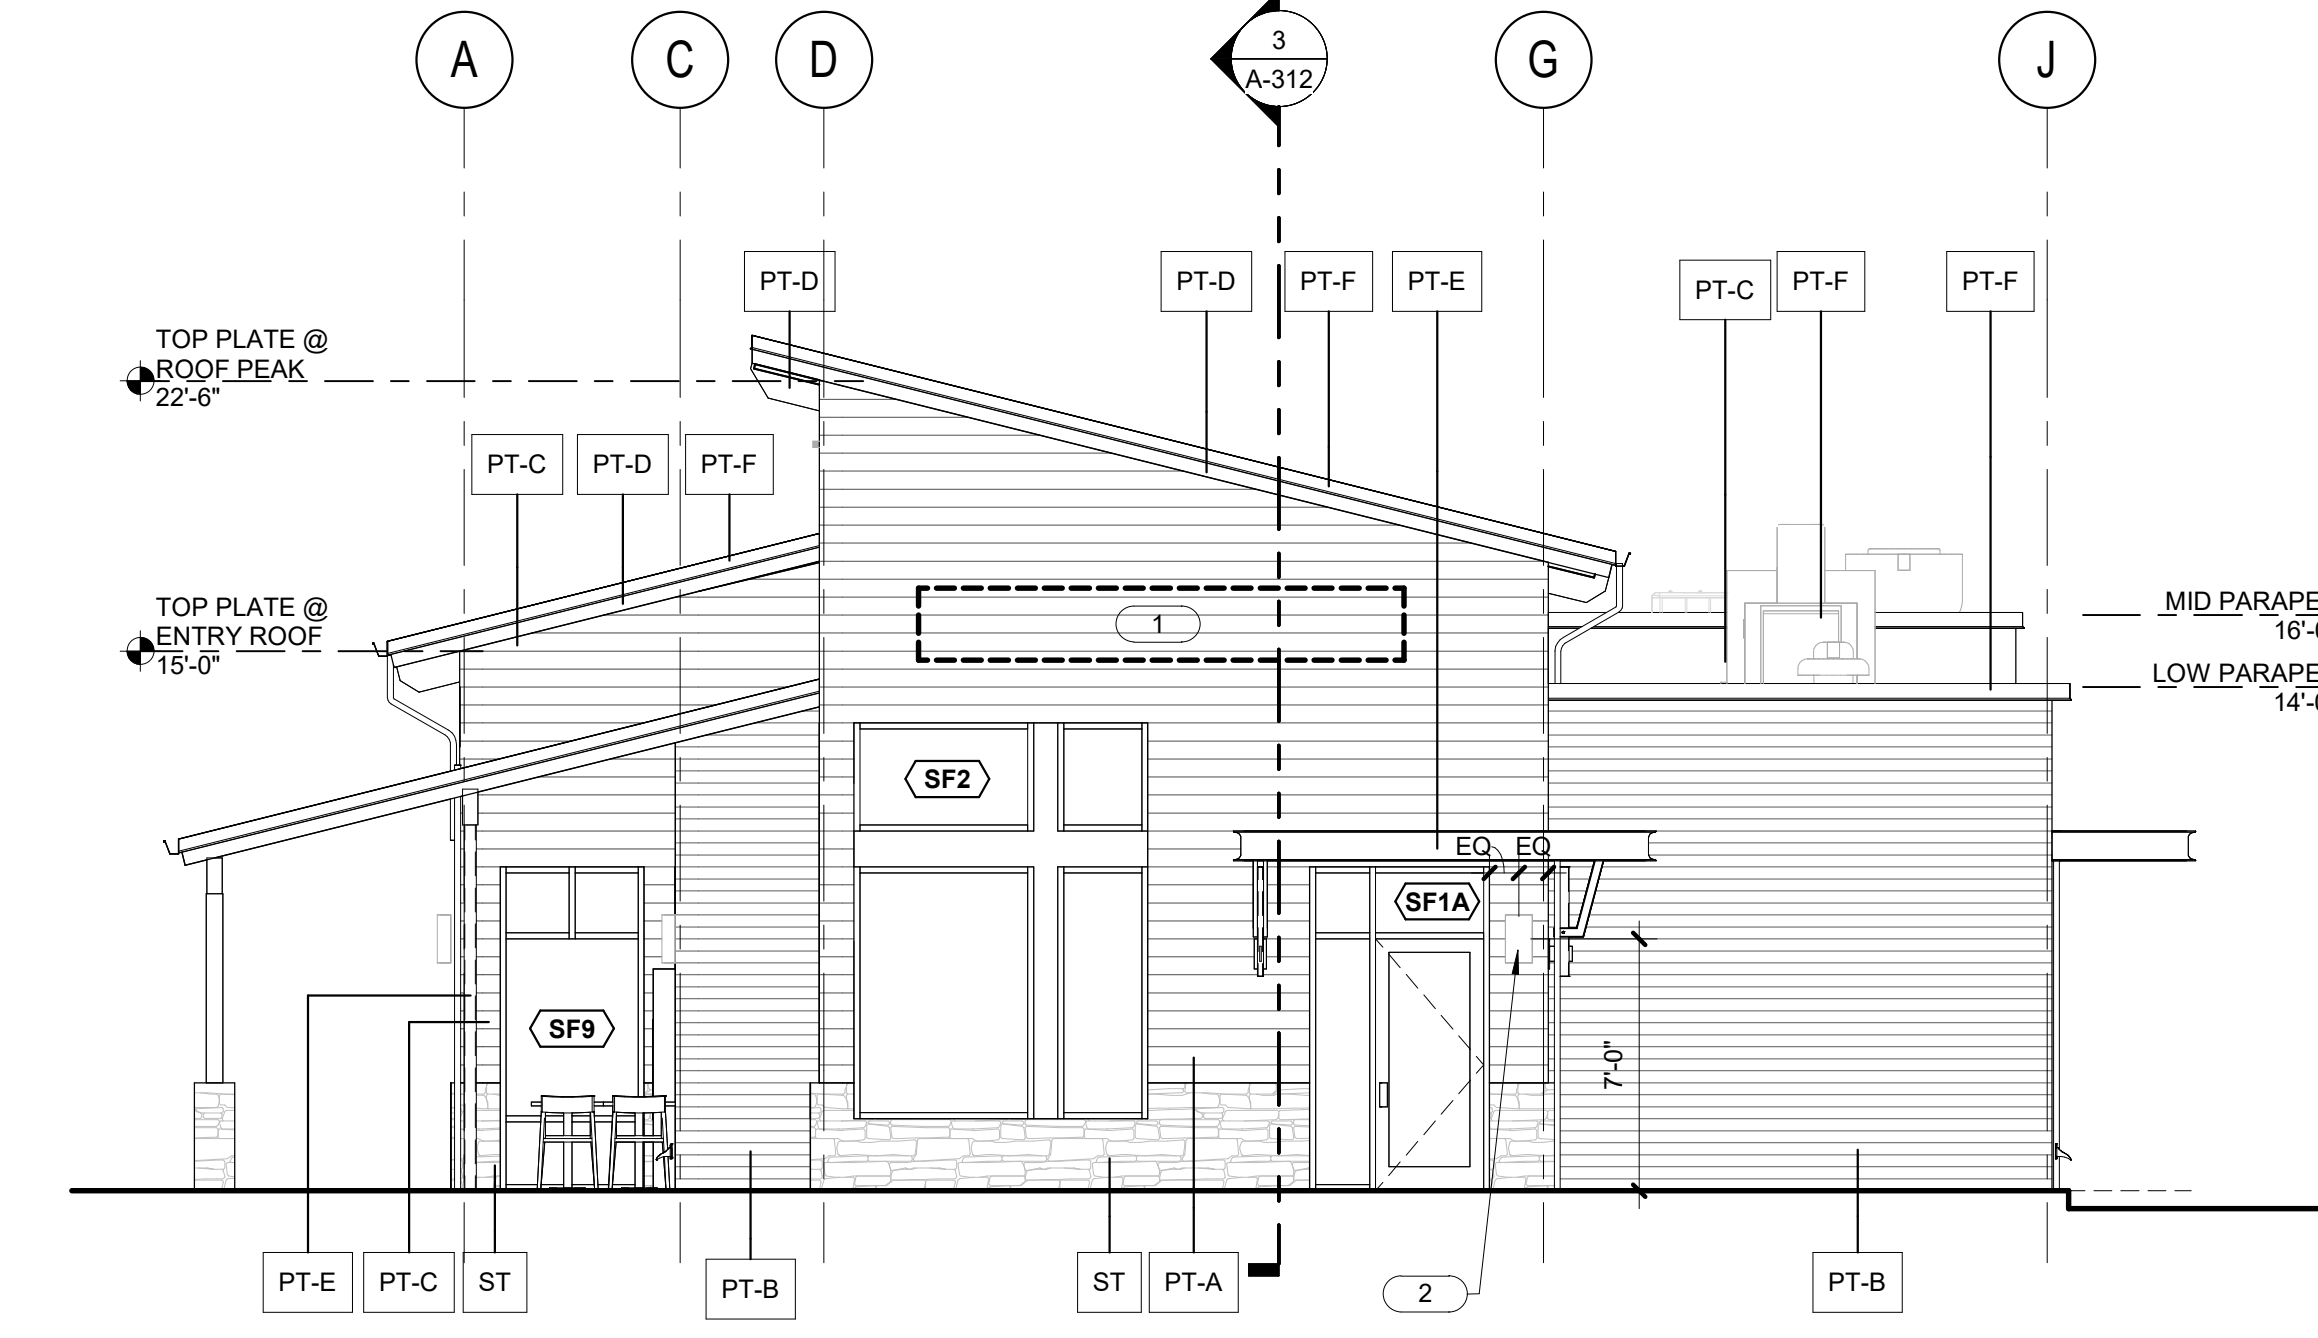 A
C
D
3
A-312
G
J
PT-D
PT-D
PT-F
PT-E
PT-C
PT-F
PT-F
TOP PLATE @
ROOF PEAK
22'-6"
PT-C
PT-D
PT-F
TOP PLATE @
ENTRY ROOF
15'-0"
1
MID PARAPE
16'-
LOW PARAPE
14'-
SF2
EQ
EQ
SF1A
SF9
7'-0"
PT-E
PT-C
ST
PT-B
ST
PT-A
2
PT-B